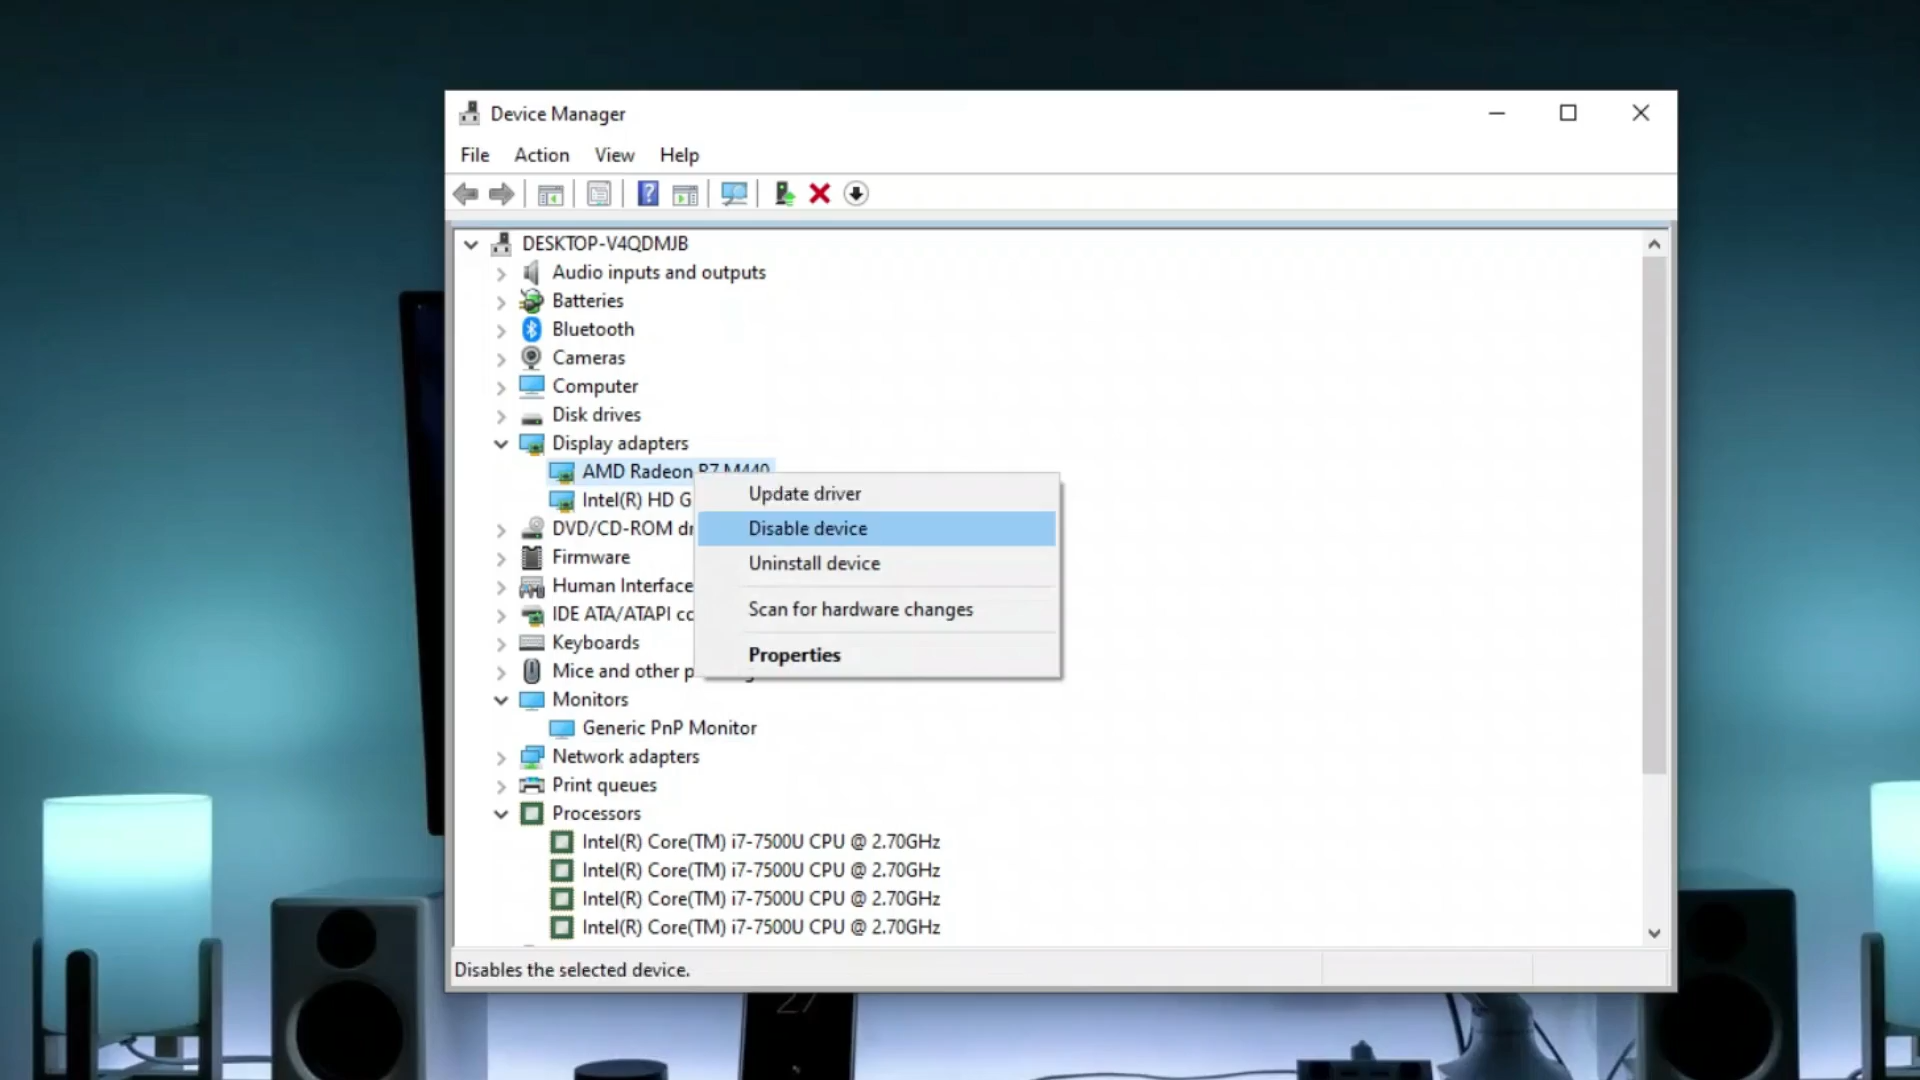 Device Manager
File Action View Help
DESKTOP-V4QDMJB
Audio inputs and outputs
Batteries
Bluetooth
Cameras
Computer
Disk drives
Display adapters
AMD Radeon R7 M440
Intel(R) HD G
DVD/CD-ROM dr
Firmware
Human Interface
IDE ATA/ATAPI co
Keyboards
Mice and other p
Monitors
Generic PnP Monitor
Network adapters
Print queues
Processors
Intel(R) Core(TM) i7-7500U CPU @ 2.70GHz
Intel(R) Core(TM) i7-7500U CPU @ 2.70GHz
Intel(R) Core(TM) i7-7500U CPU @ 2.70GHz
Intel(R) Core(TM) i7-7500U CPU @ 2.70GHz
Update driver
Disable device
Uninstall device
Scan for hardware changes
Properties
Disables the selected device.
27